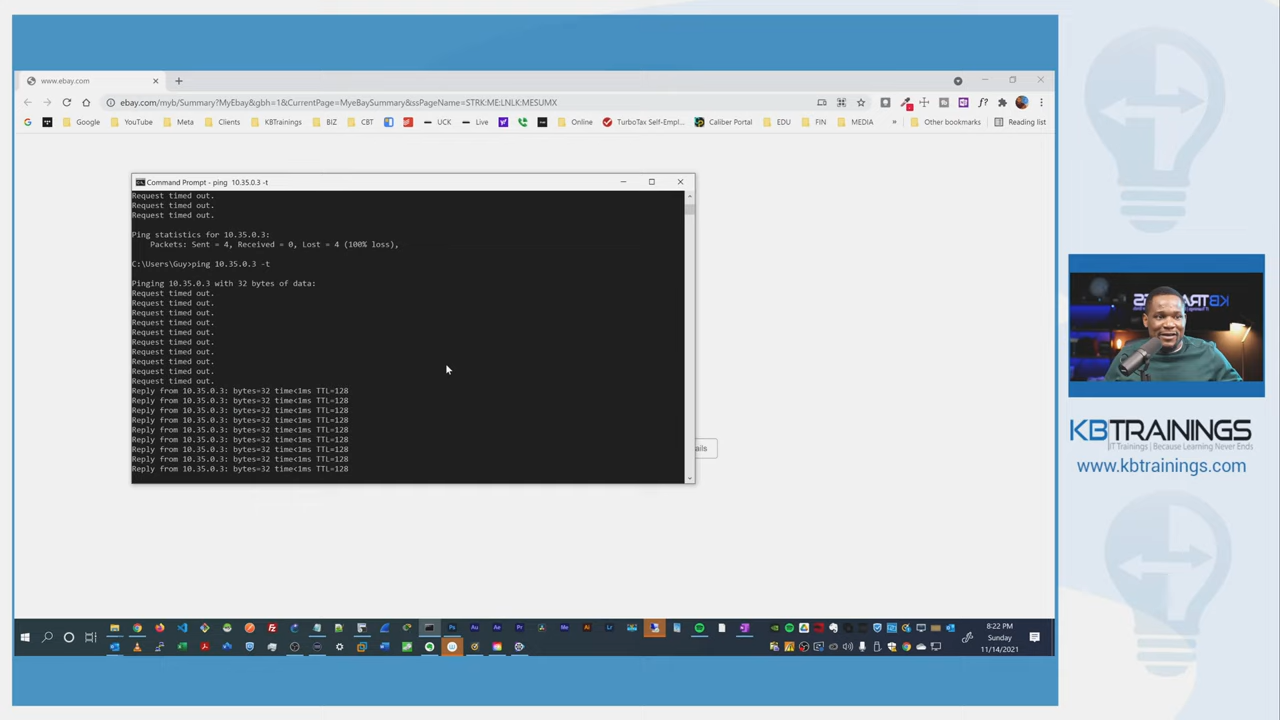 www.ebay.com
ebay.com/myb/Summary?MyEbay&gbh=1&CurrentPage=MyeBaySummary&ssPageName=STRK:ME:LNLK:MESUMX
Google
YouTube
Meta
Clients
KBTrainings
BIZ
CBT
UCK
Live
Online
TurboTax Self-Empl...
Caliber Portal
EDU
FIN
MEDIA
»
Other bookmarks
Reading list
Command Prompt - ping 10.35.0.3 -t
Request timed out.
Request timed out.
Request timed out.
Ping statistics for 10.35.0.3:
Packets: Sent = 4, Received = 0, Lost = 4 (100% loss),
C:\Users\Guy>ping 10.35.0.3 -t
Pinging 10.35.0.3 with 32 bytes of data:
Request timed out.
Request timed out.
Request timed out.
Request timed out.
Request timed out.
Request timed out.
Request timed out.
Request timed out.
Request timed out.
Request timed out.
Reply from 10.35.0.3: bytes=32 time<1ms TTL=128
Reply from 10.35.0.3: bytes=32 time<1ms TTL=128
Reply from 10.35.0.3: bytes=32 time<1ms TTL=128
Reply from 10.35.0.3: bytes=32 time<1ms TTL=128
Reply from 10.35.0.3: bytes=32 time<1ms TTL=128
Reply from 10.35.0.3: bytes=32 time<1ms TTL=128
Reply from 10.35.0.3: bytes=32 time<1ms TTL=128
Reply from 10.35.0.3: bytes=32 time<1ms TTL=128
Reply from 10.35.0.3: bytes=32 time<1ms TTL=128
ails
KBTRAININGS
IT Trainings | Because Learning Never Ends
www.kbtrainings.com
8:22 PM
Sunday
11/14/2021